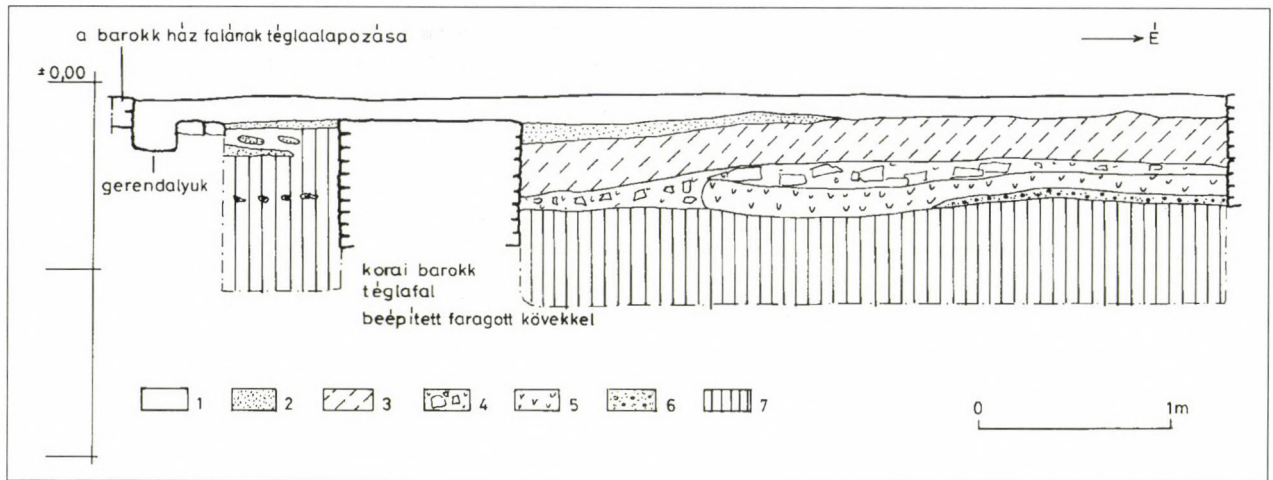 a barokk ház falának téglaalapozása
É
± 0,00
gerendalyuk
korai barokk
téglafal
beépített faragott kövekkel
1 2 3 4 5 6 7
0 1m